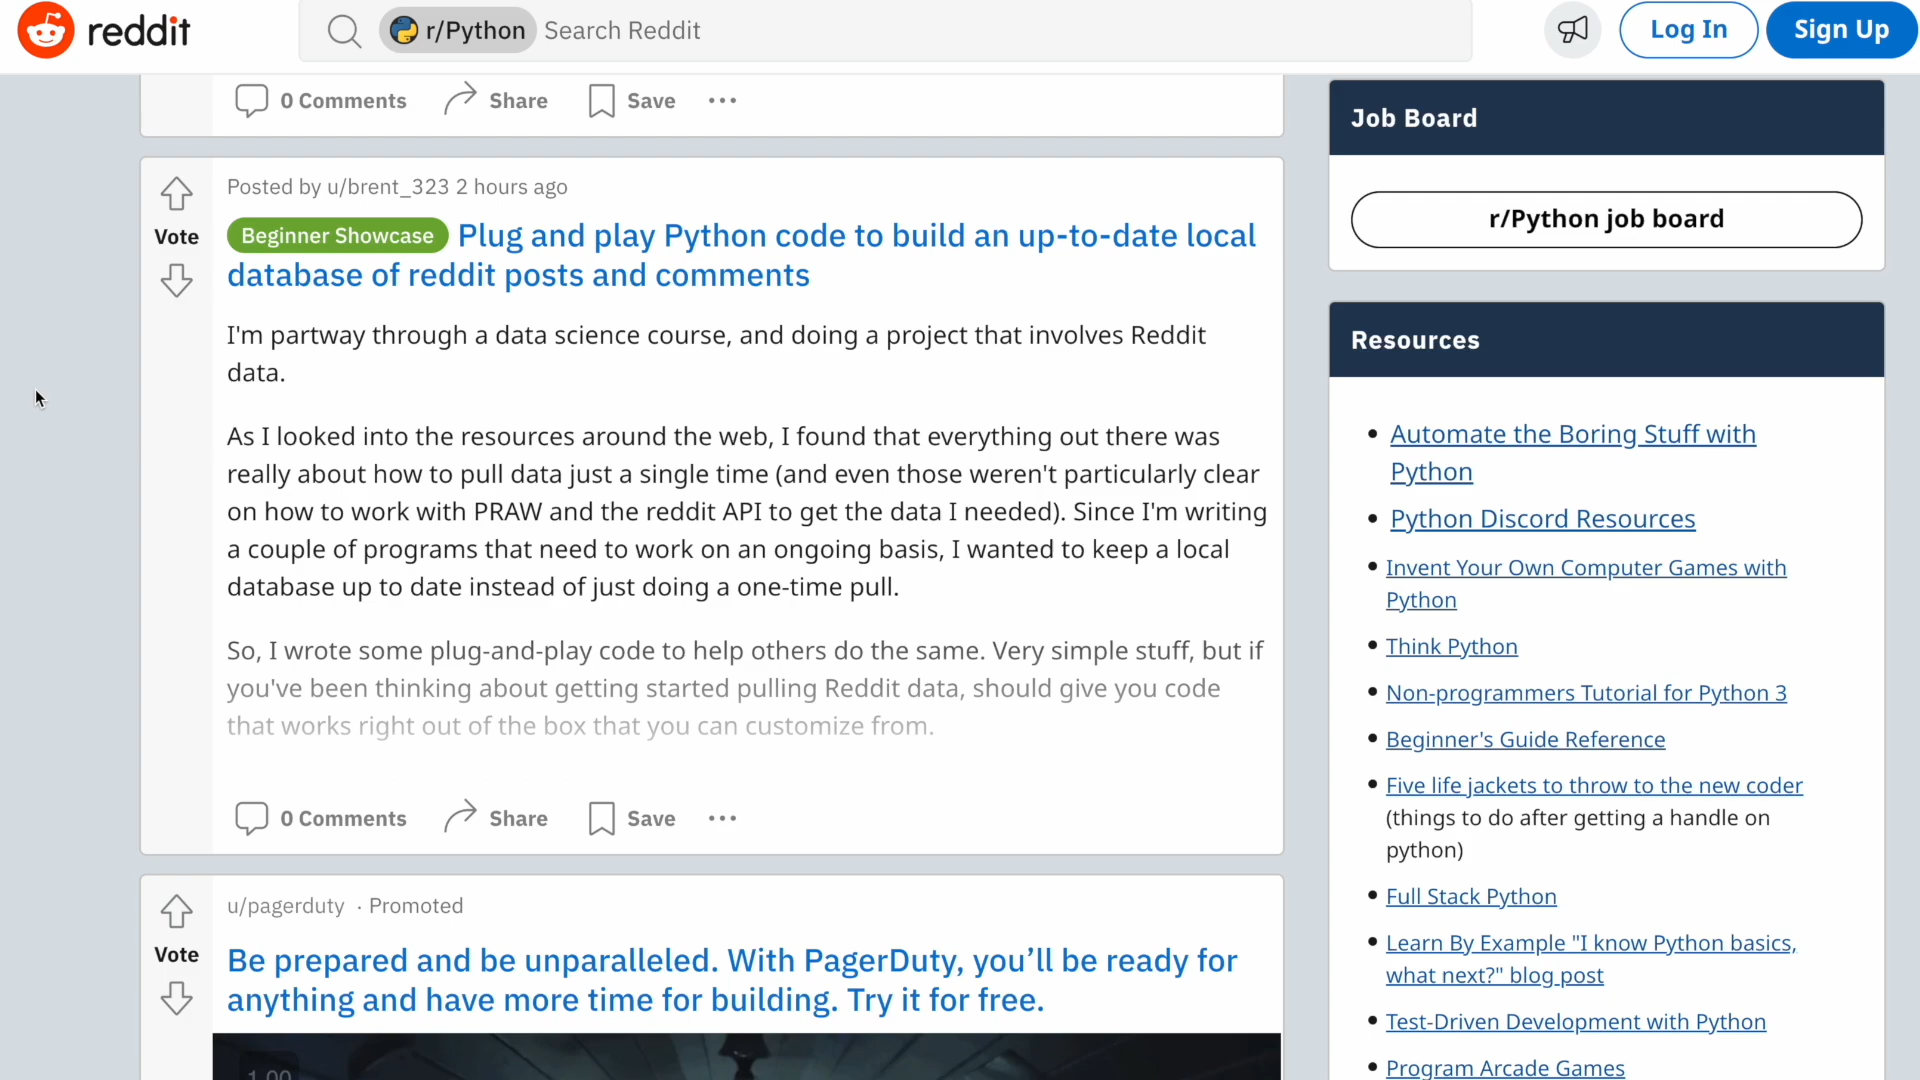 reddit
r/Python Search Reddit
Log In
Sign Up
0 Comments Share Save
Posted by u/brent_323 2 hours ago
Vote
Beginner Showcase Plug and play Python code to build an up-to-date local
database of reddit posts and comments
I'm partway through a data science course, and doing a project that involves Reddit
data.
As I looked into the resources around the web, I found that everything out there was
really about how to pull data just a single time (and even those weren't particularly clear
on how to work with PRAW and the reddit API to get the data I needed). Since I'm writing
a couple of programs that need to work on an ongoing basis, I wanted to keep a local
database up to date instead of just doing a one-time pull.
So, I wrote some plug-and-play code to help others do the same. Very simple stuff, but if
you've been thinking about getting started pulling Reddit data, should give you code
that works right out of the box that you can customize from.
0 Comments Share Save
u/pagerduty · Promoted
Vote
Be prepared and be unparalleled. With PagerDuty, you’ll be ready for
anything and have more time for building. Try it for free.
1.00
Job Board
r/Python job board
Resources
• Automate the Boring Stuff with
Python
• Python Discord Resources
• Invent Your Own Computer Games with
Python
• Think Python
• Non-programmers Tutorial for Python 3
• Beginner's Guide Reference
• Five life jackets to throw to the new coder
(things to do after getting a handle on
python)
• Full Stack Python
• Learn By Example "I know Python basics,
what next?" blog post
• Test-Driven Development with Python
• Program Arcade Games